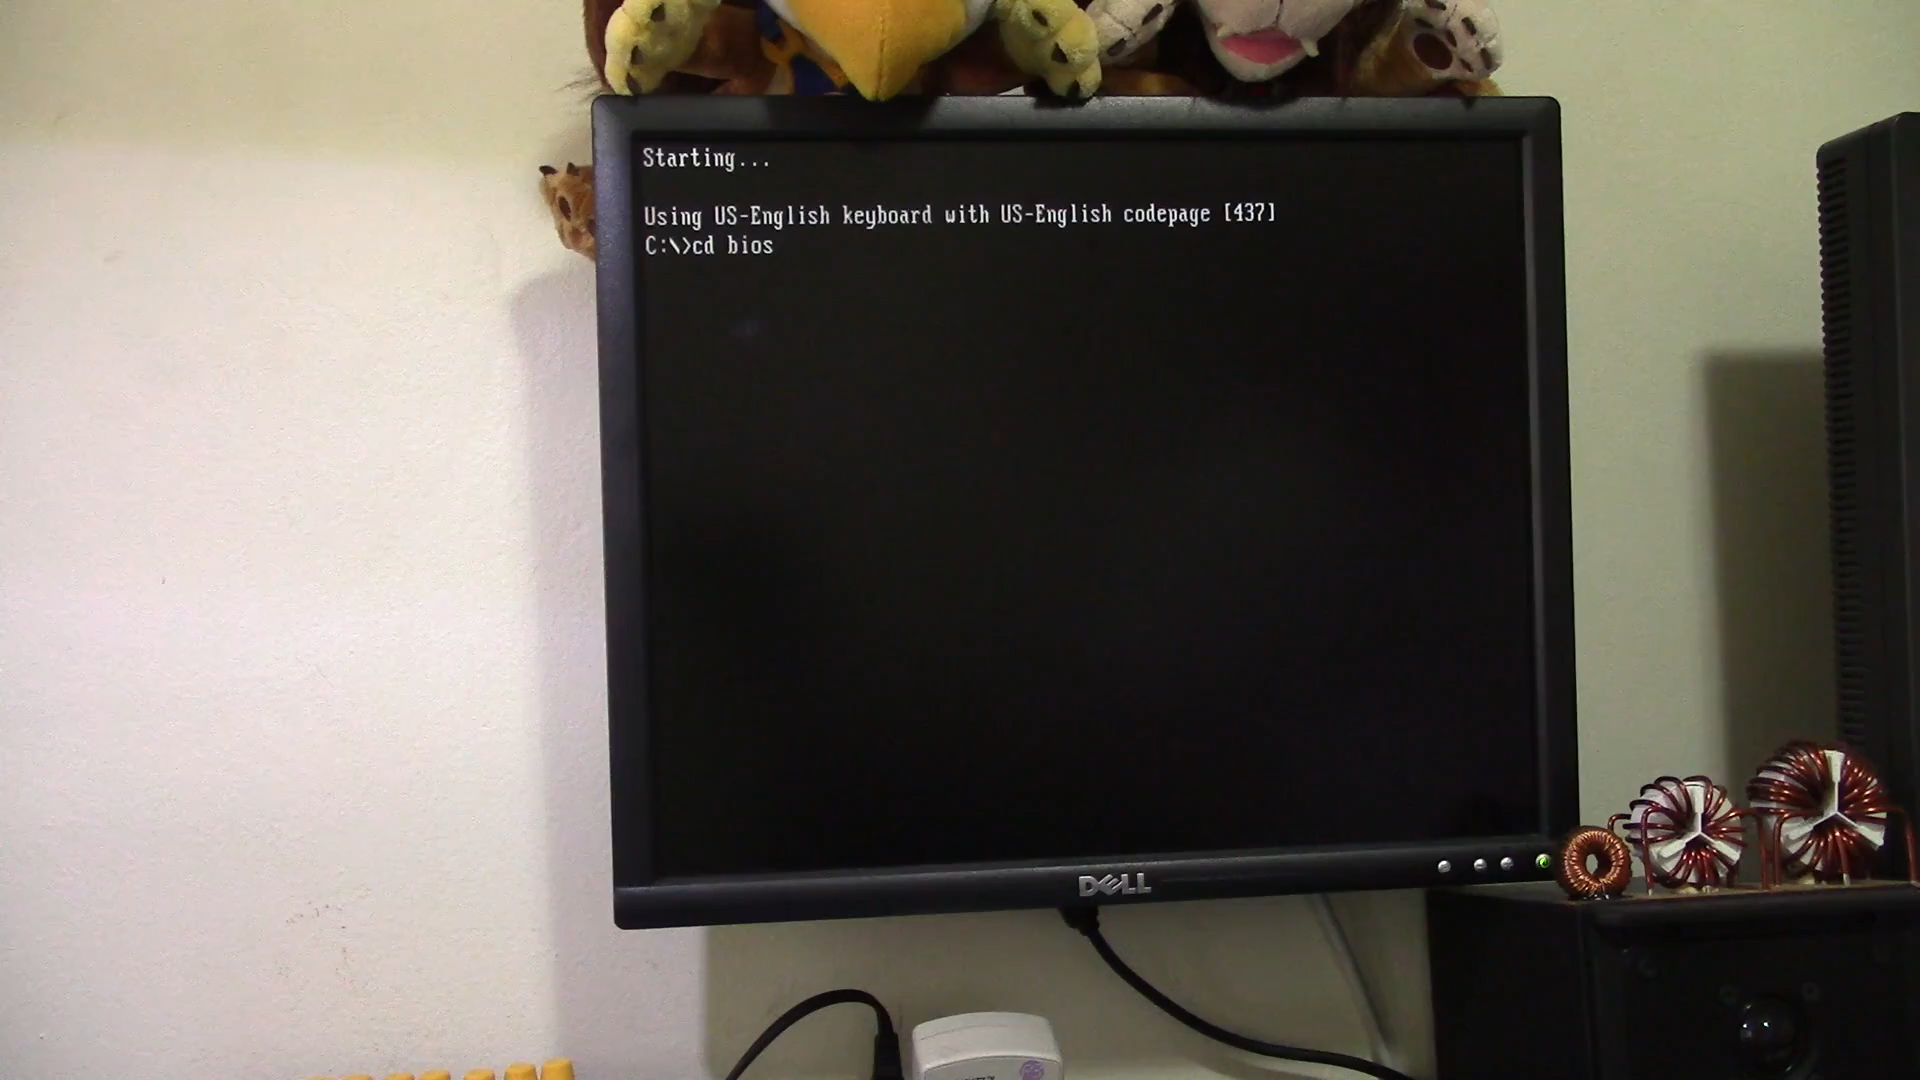 Starting...
Using US-English keyboard with US-English codepage [437]
C:\>cd bios
DELL